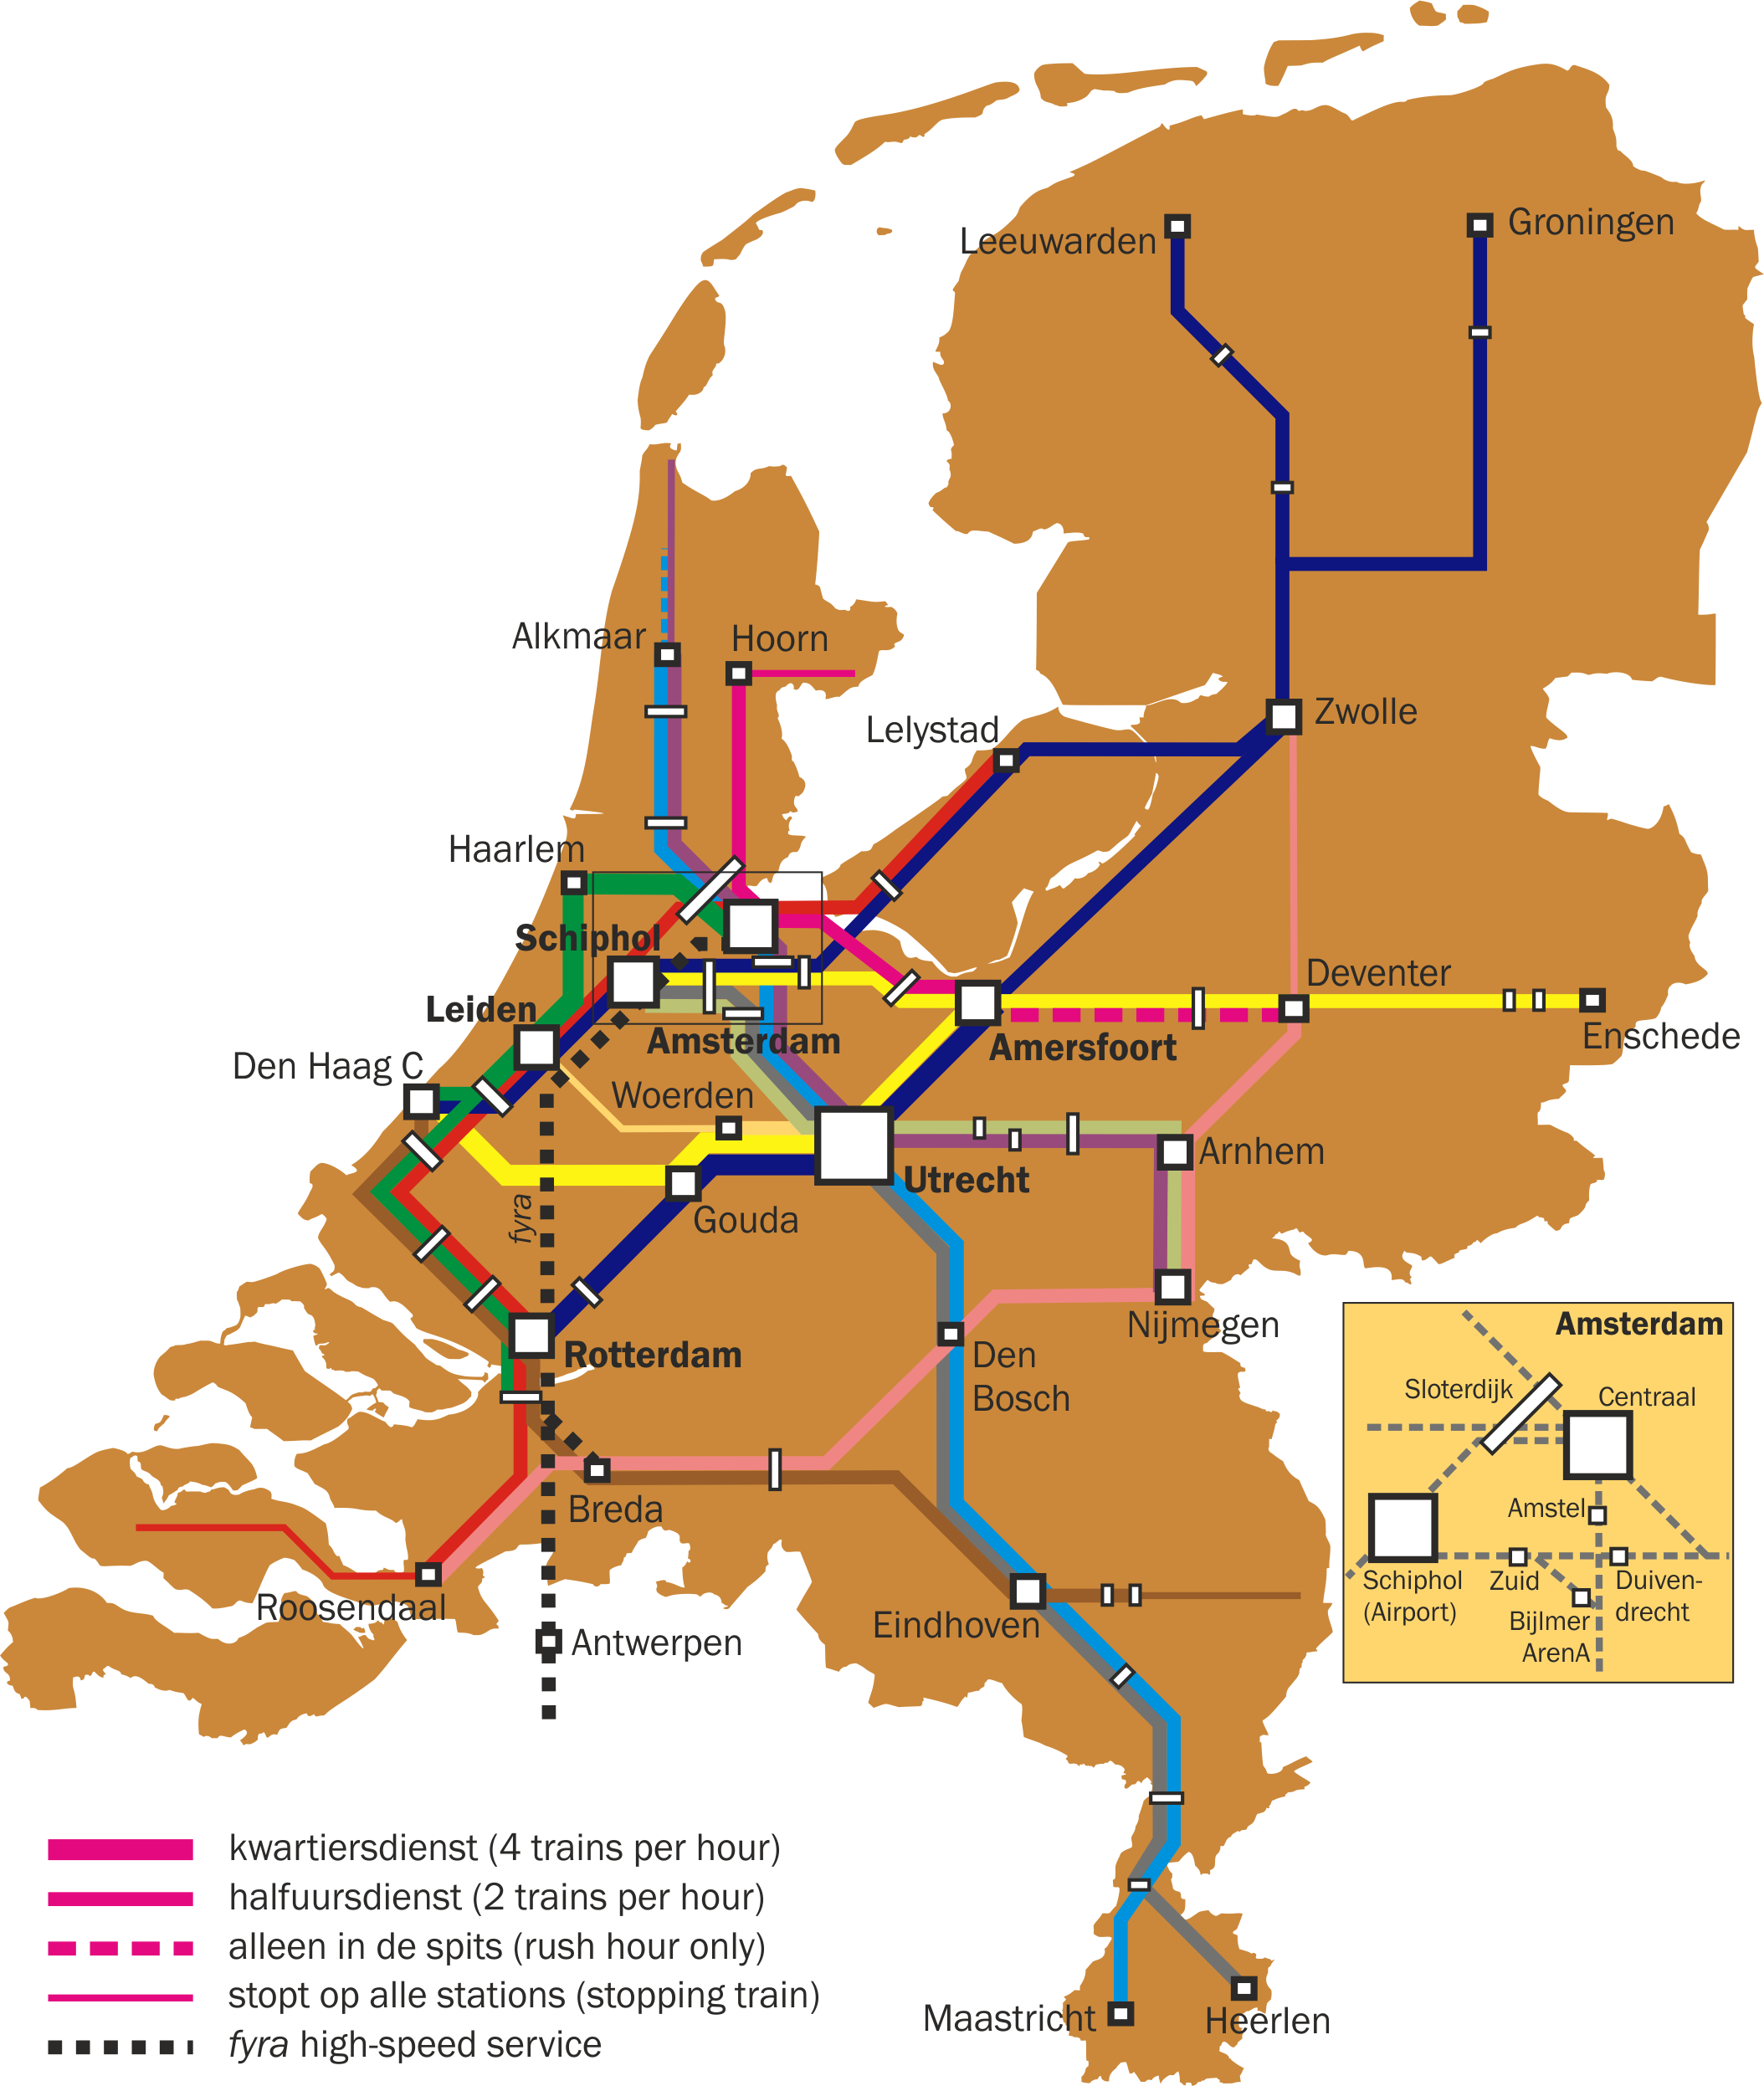 Leeuwarden
Groningen
Alkmaar
Hoorn
Lelystad
Zwolle
Haarlem
Schiphol
Leiden
Deventer
Enschede
Amsterdam
Amersfoort
Den Haag C
Woerden
Arnhem
Utrecht
fyra
Gouda
Nijmegen
Rotterdam
Den
Bosch
Breda
Roosendaal
Antwerpen
Eindhoven
Amsterdam
Sloterdijk
Centraal
Amstel
Schiphol
(Airport)
Zuid
Duiven-
drecht
Bijlmer
ArenA
Maastricht
Heerlen
kwartiersdienst (4 trains per hour)
halfuursdienst (2 trains per hour)
alleen in de spits (rush hour only)
stopt op alle stations (stopping train)
fyra high-speed service